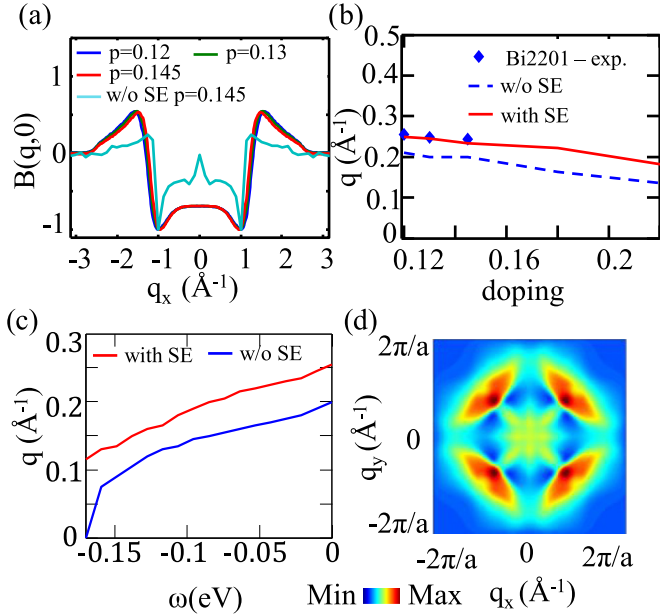 (a)
p=0.12 p=0.13
p=0.145
w/o SE p=0.145
B(q,0)
1
0
-1
-3 -2 -1 0 1 2 3
qₓ (Å⁻¹)
(b)
Bi2201 – exp.
w/o SE
with SE
q (Å⁻¹)
0.5
0.4
0.3
0.2
0.1
0
0.12 0.16 0.2
doping
(c)
with SE w/o SE
q (Å⁻¹)
0.3
0.2
0.1
0
-0.15 -0.1 -0.05 0
ω(eV)
(d)
2π/a
0
-2π/a
q_y (Å⁻¹)
-2π/a 0 2π/a
qₓ (Å⁻¹)
Min Max